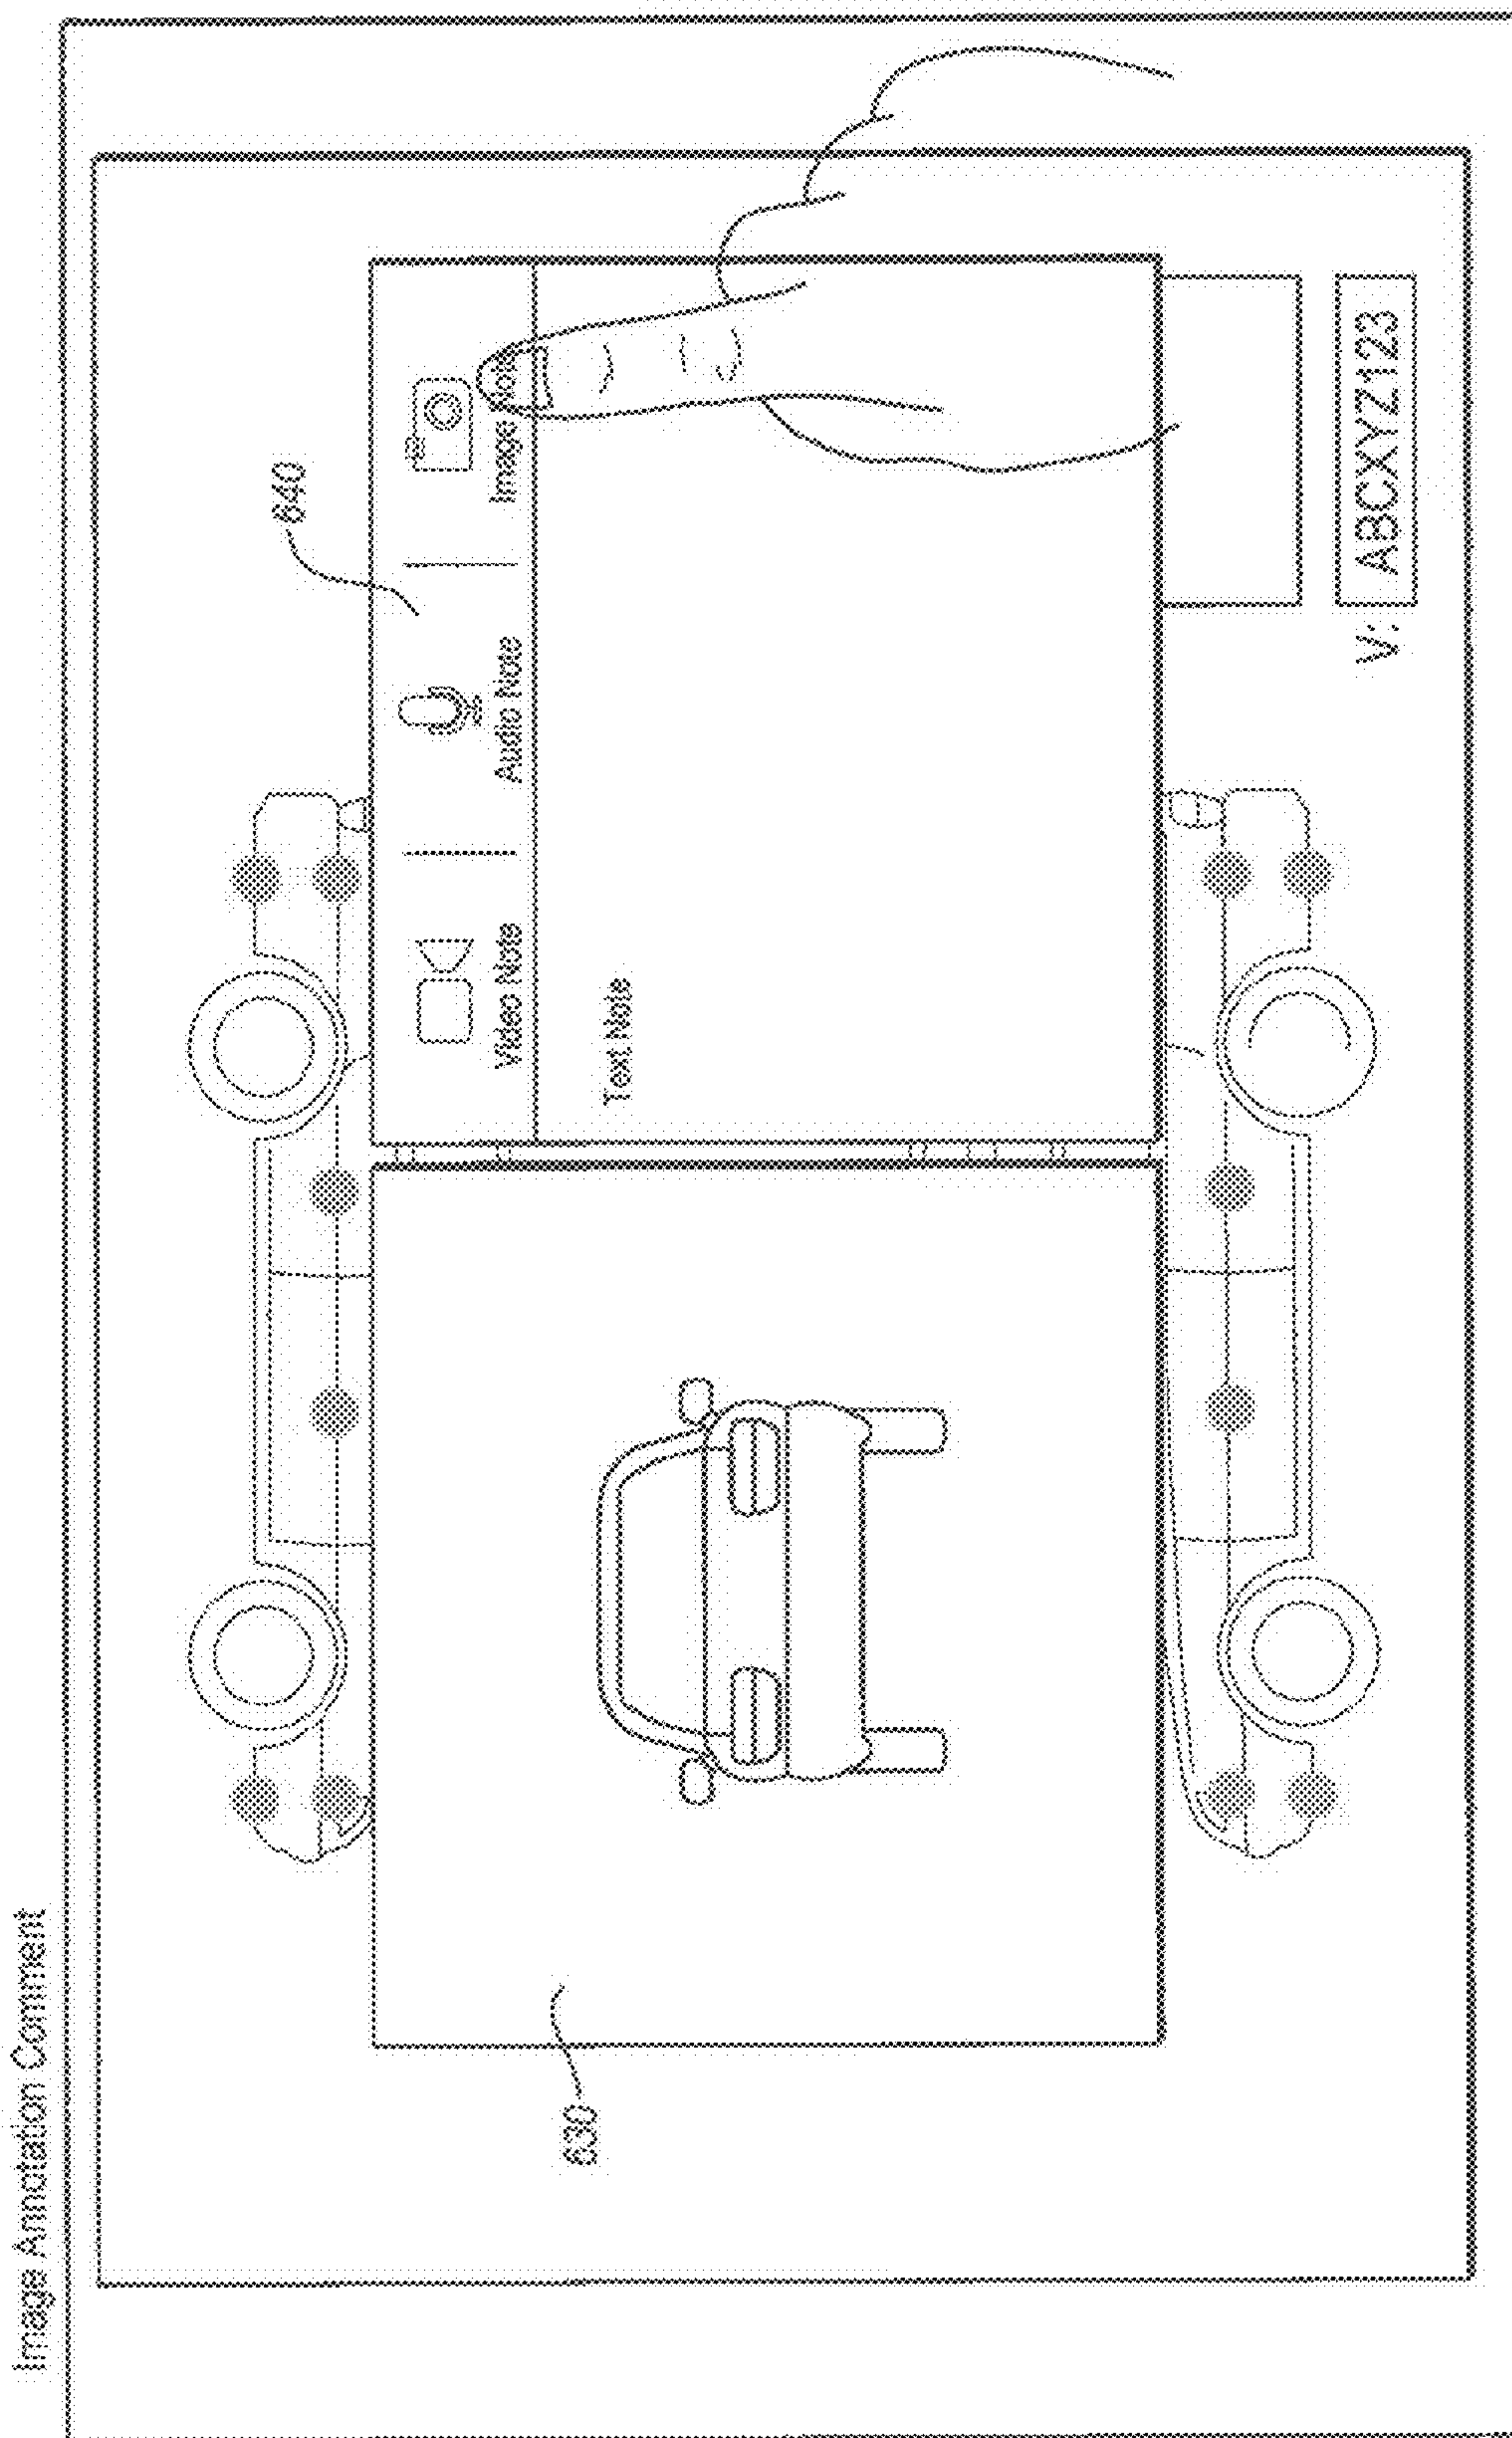 Image Annotation Comment
640
Video Note
Audio Note
Image Note
Text Note
630
V: ABCXYZ123